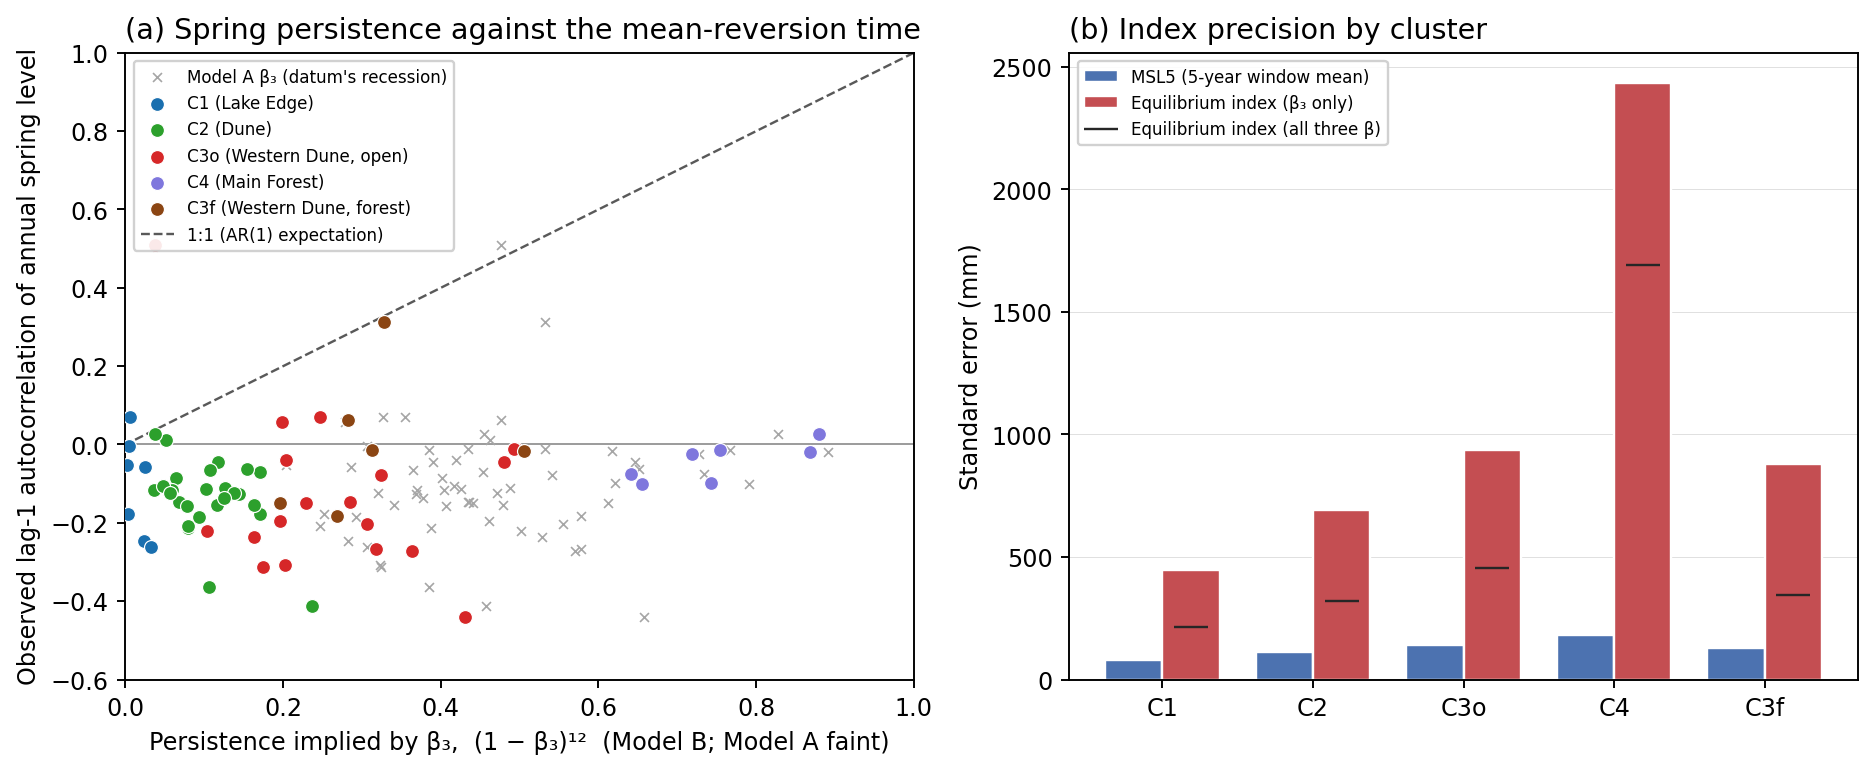 (a) Spring persistence against the mean-reversion time
Observed lag-1 autocorrelation of annual spring level
1.0
0.8
0.6
0.4
0.2
0.0
−0.2
−0.4
−0.6
Model A β₃ (datum's recession)
C1 (Lake Edge)
C2 (Dune)
C3o (Western Dune, open)
C4 (Main Forest)
C3f (Western Dune, forest)
1:1 (AR(1) expectation)
0.0 0.2 0.4 0.6 0.8 1.0
Persistence implied by β₃, (1 − β₃)¹² (Model B; Model A faint)
(b) Index precision by cluster
Standard error (mm)
2500
2000
1500
1000
500
0
MSL5 (5-year window mean)
Equilibrium index (β₃ only)
Equilibrium index (all three β)
C1 C2 C3o C4 C3f